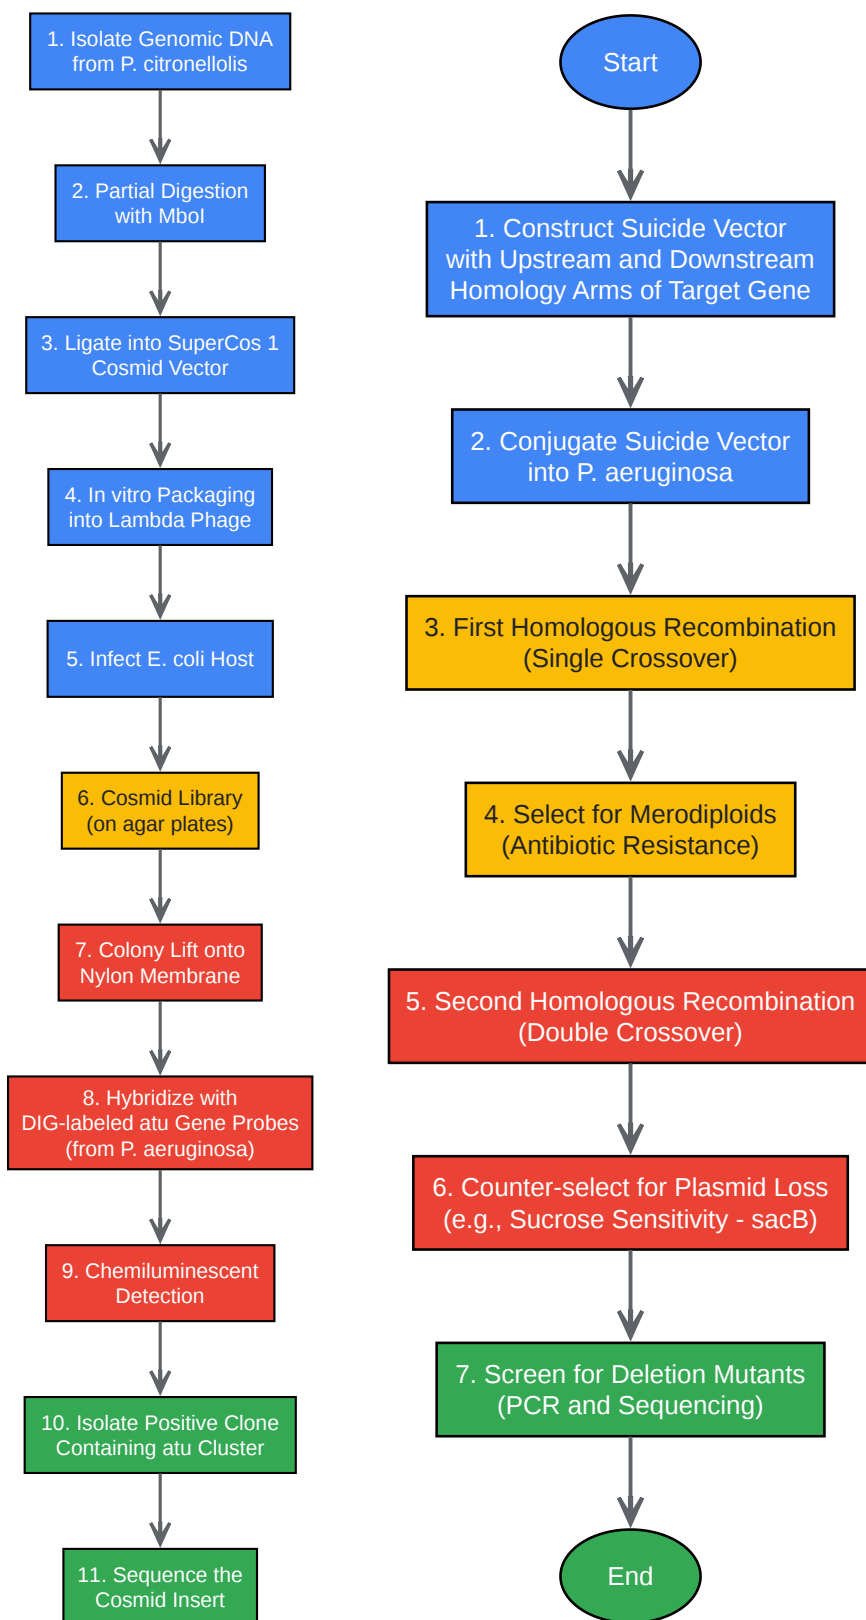 1. Isolate Genomic DNA
from P. citronellolis
2. Partial Digestion
with MboI
3. Ligate into SuperCos 1
Cosmid Vector
4. In vitro Packaging
into Lambda Phage
5. Infect E. coli Host
6. Cosmid Library
(on agar plates)
7. Colony Lift onto
Nylon Membrane
8. Hybridize with
DIG-labeled atu Gene Probes
(from P. aeruginosa)
9. Chemiluminescent
Detection
10. Isolate Positive Clone
Containing atu Cluster
11. Sequence the
Cosmid Insert
Start
1. Construct Suicide Vector
with Upstream and Downstream
Homology Arms of Target Gene
2. Conjugate Suicide Vector
into P. aeruginosa
3. First Homologous Recombination
(Single Crossover)
4. Select for Merodiploids
(Antibiotic Resistance)
5. Second Homologous Recombination
(Double Crossover)
6. Counter-select for Plasmid Loss
(e.g., Sucrose Sensitivity - sacB)
7. Screen for Deletion Mutants
(PCR and Sequencing)
End